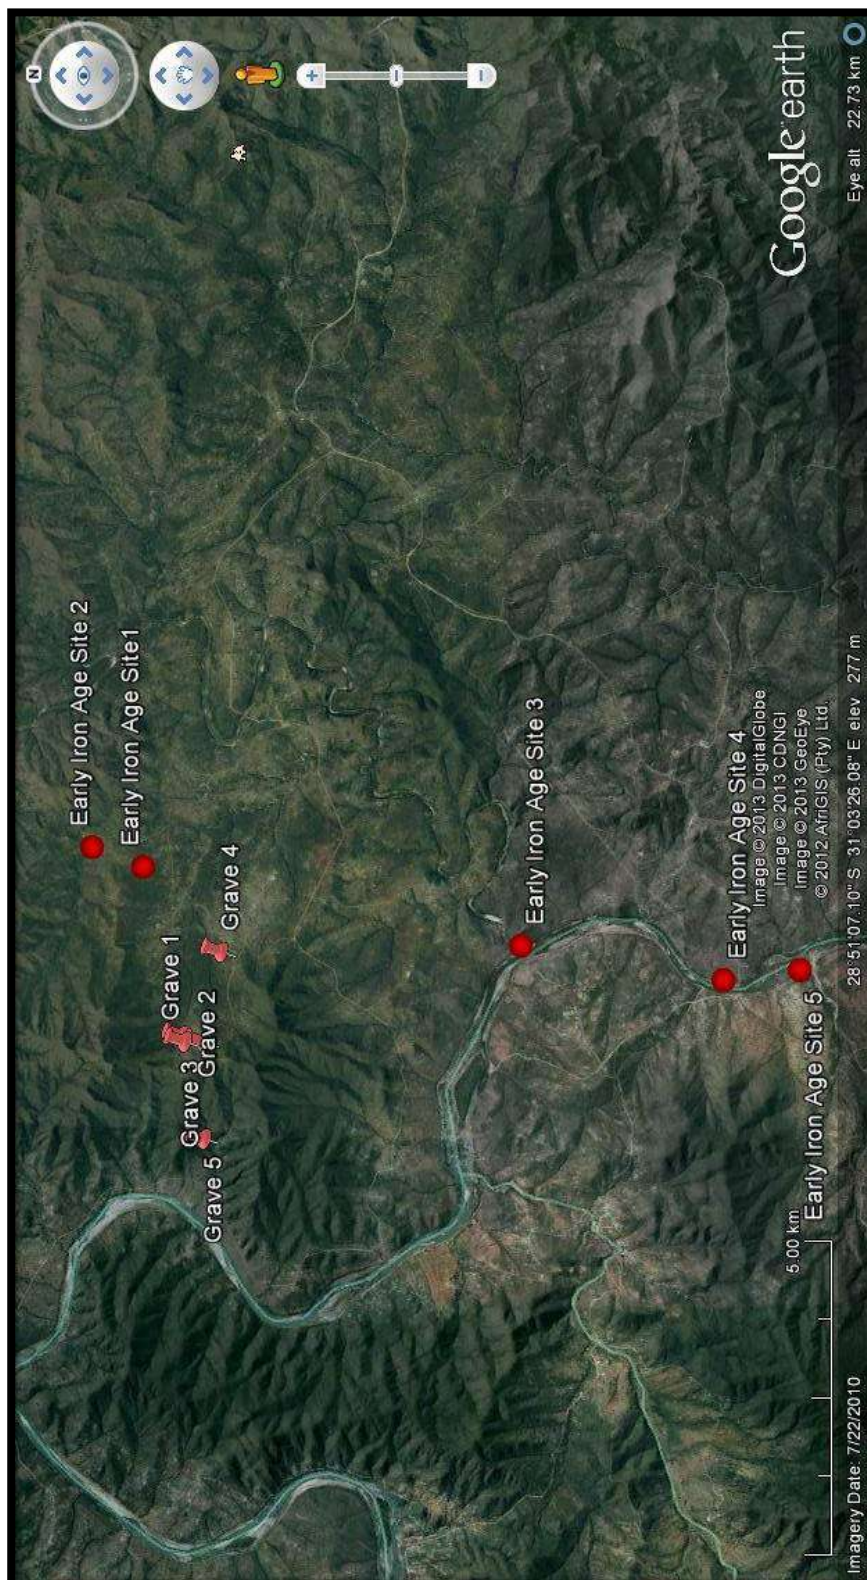 N
Early Iron Age Site 2
Early Iron Age Site1
Grave 4
Grave 1
Grave 2
Grave 3
Grave 5
Early Iron Age Site 3
Early Iron Age Site 4
Early Iron Age Site 5
Image © 2013 DigitalGlobe
Image © 2013 CDNGI
Image © 2013 GeoEye
© 2012 AfriGIS (Pty) Ltd.
Google earth
5.00 km
Imagery Date: 7/22/2010
28°51'07.10" S 31°03'26.08" E elev 277 m
Eye alt 22.73 km